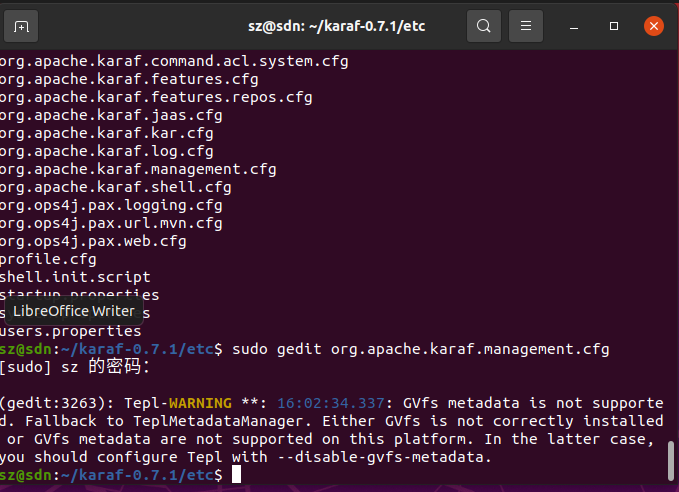 sz@sdn: ~/karaf-0.7.1/etc
org.apache.karaf.command.acl.system.cfg
org.apache.karaf.features.cfg
org.apache.karaf.features.repos.cfg
org.apache.karaf.jaas.cfg
org.apache.karaf.kar.cfg
org.apache.karaf.log.cfg
org.apache.karaf.management.cfg
org.apache.karaf.shell.cfg
org.ops4j.pax.logging.cfg
org.ops4j.pax.url.mvn.cfg
org.ops4j.pax.web.cfg
profile.cfg
shell.init.script
startup.properties
LibreOffice Writer
users.properties
sz@sdn:~/karaf-0.7.1/etc$ sudo gedit org.apache.karaf.management.cfg
[sudo] sz 的密码：
(gedit:3263): Tepl-WARNING **: 16:02:34.337: GVfs metadata is not supporte
d. Fallback to TeplMetadataManager. Either GVfs is not correctly installed
or GVfs metadata are not supported on this platform. In the latter case,
you should configure Tepl with --disable-gvfs-metadata.
sz@sdn:~/karaf-0.7.1/etc$